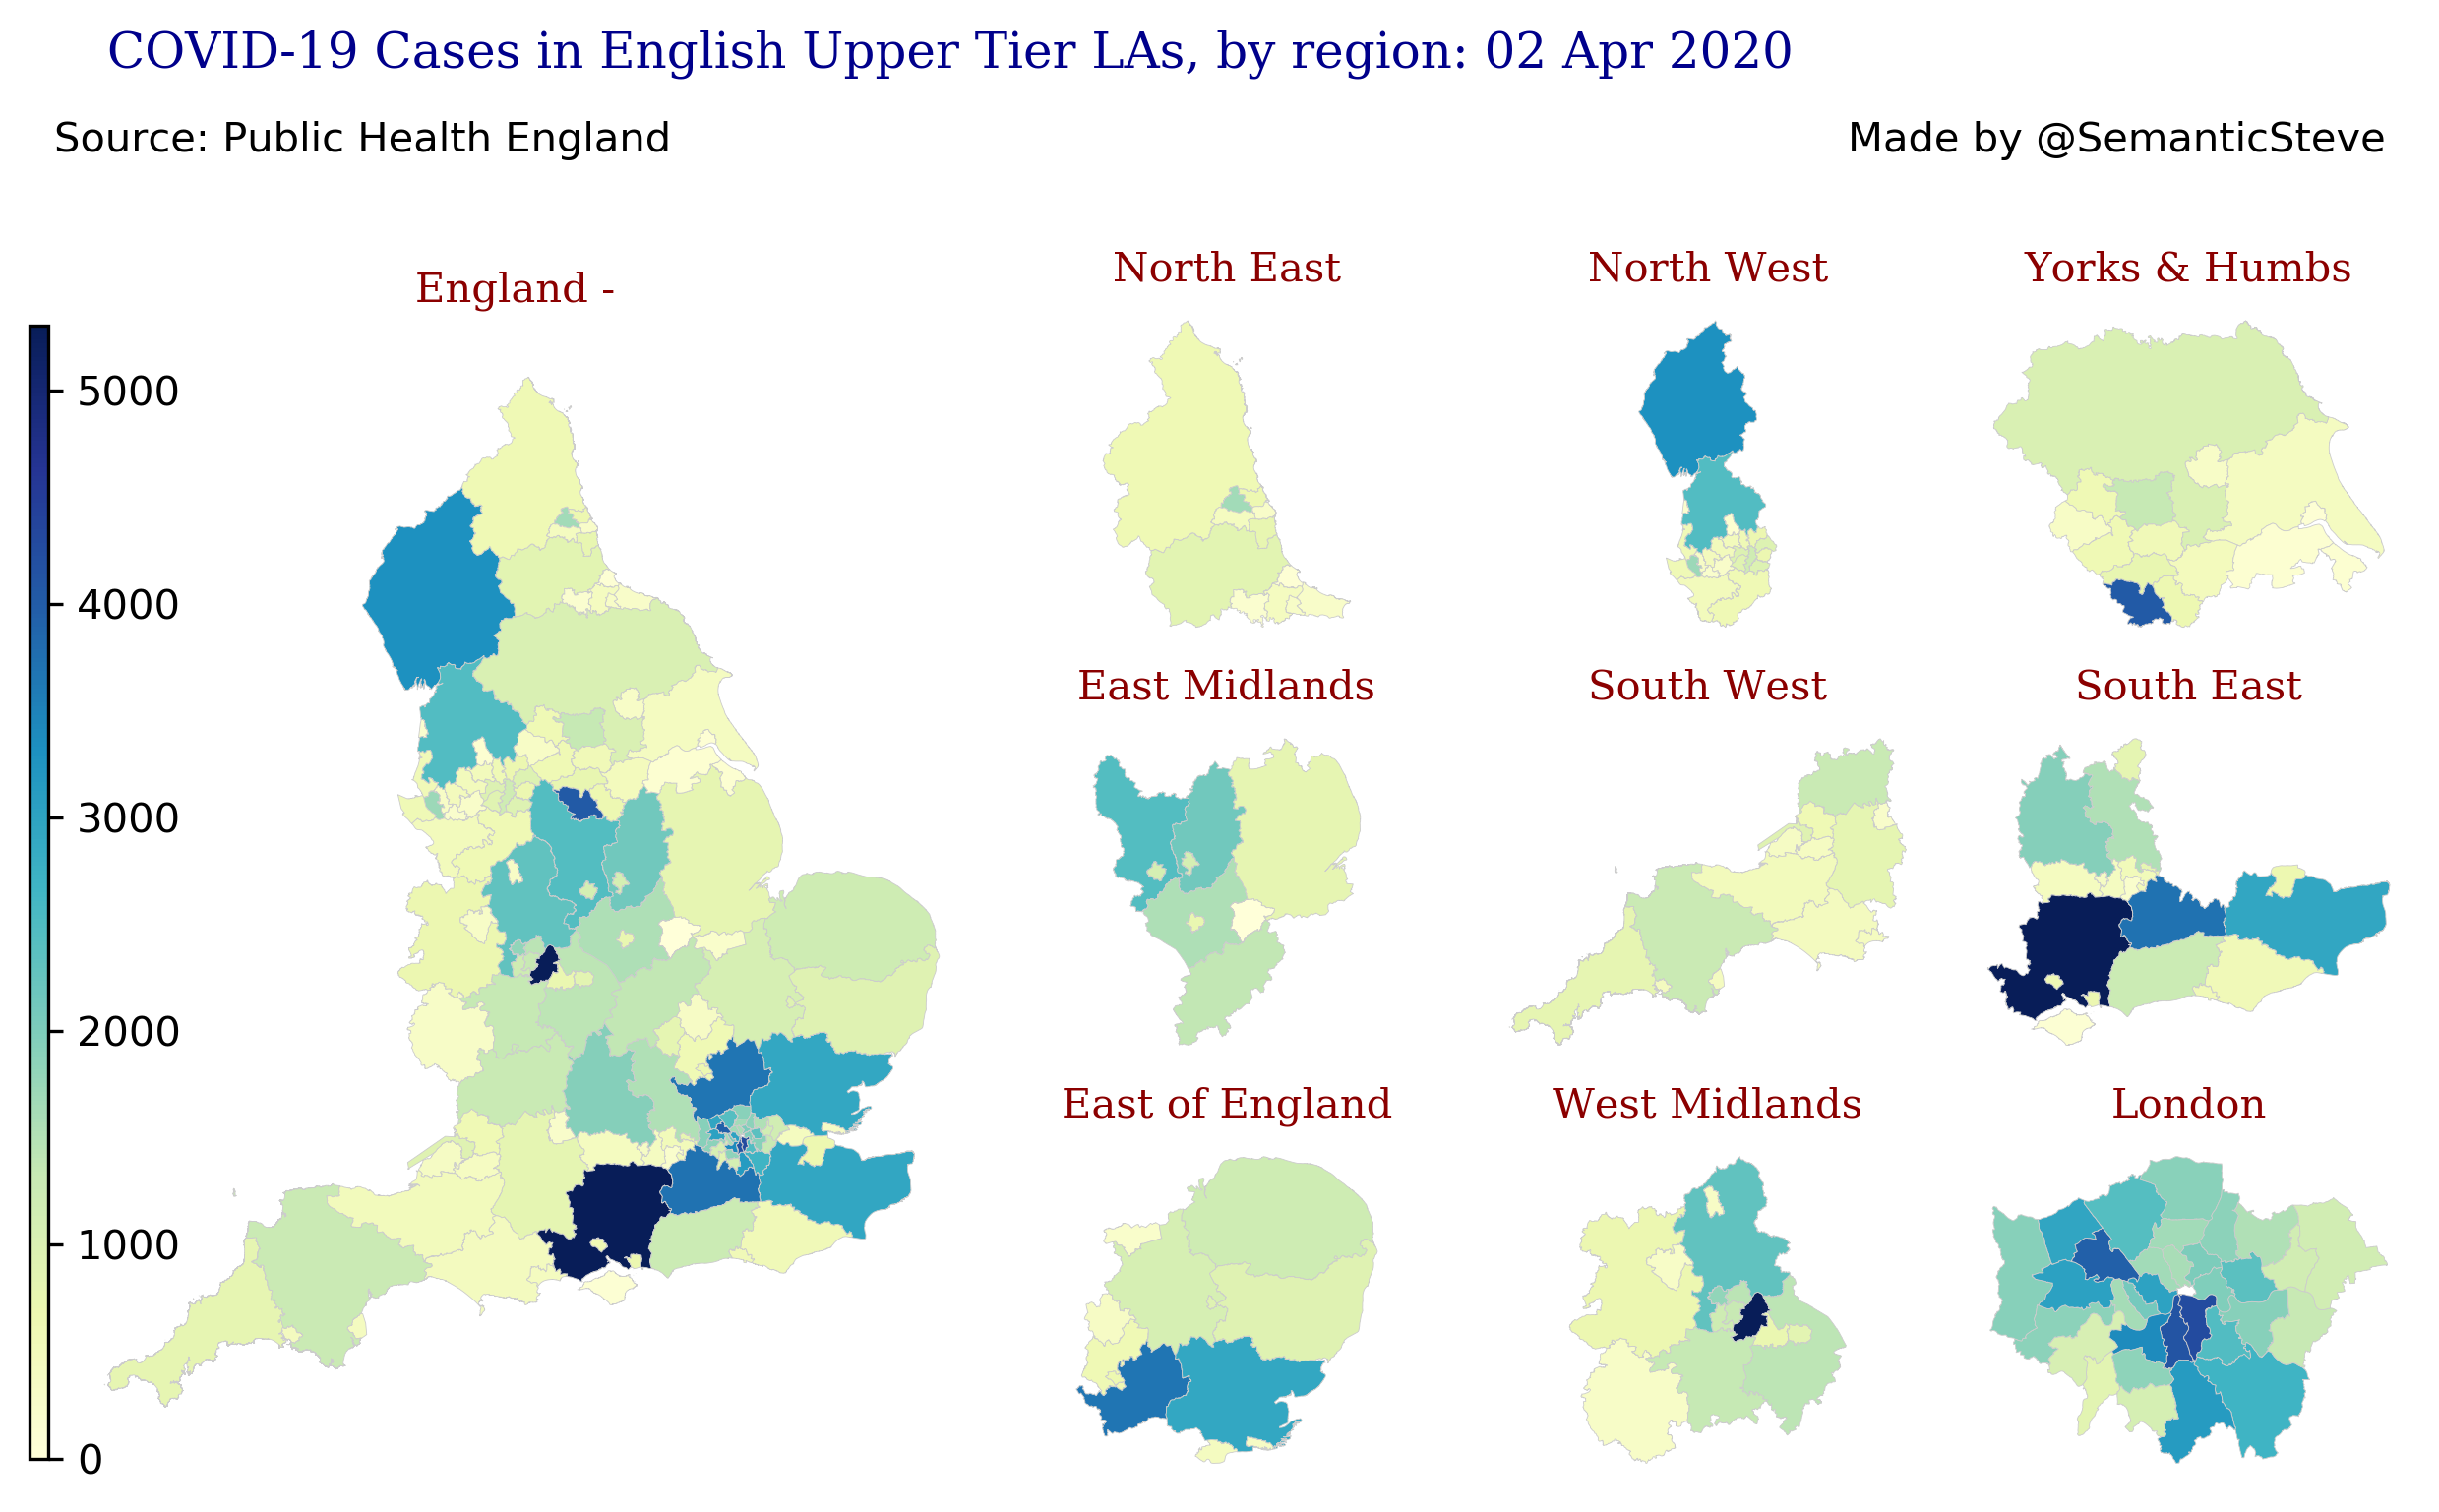 COVID-19 Cases in English Upper Tier LAs, by region: 02 Apr 2020
Source: Public Health England
Made by @SemanticSteve
England -
North East
North West
Yorks & Humbs
5000
4000
3000
2000
1000
0
East Midlands
South West
South East
East of England
West Midlands
London